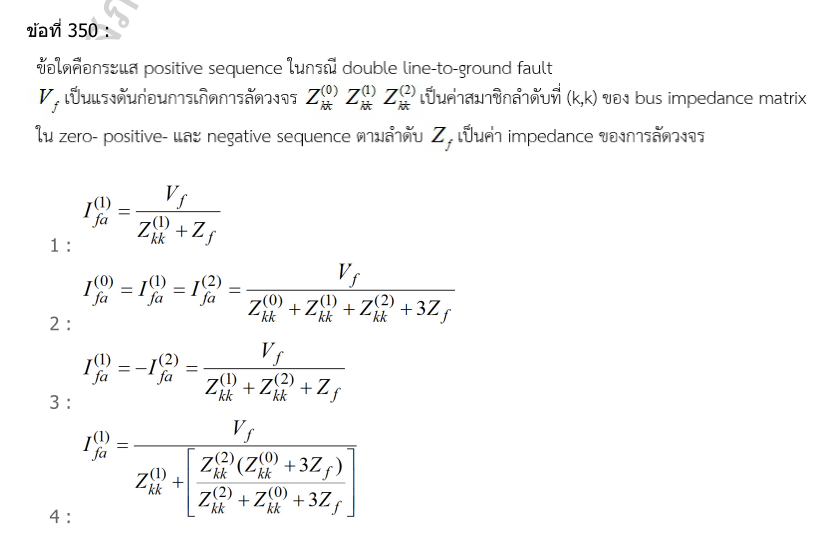 ข้อที่ 350 :
ข้อใดคือกระแส positive sequence ในกรณี double line-to-ground fault
V_f เป็นแรงดันก่อนการเกิดการลัดวงจร Z_{kk}^{(0)} Z_{kk}^{(1)} Z_{kk}^{(2)} เป็นค่าสมาชิกลำดับที่ (k,k) ของ bus impedance matrix
ใน zero- positive- และ negative sequence ตามลำดับ Z_f เป็นค่า impedance ของการลัดวงจร
1 : I_{fa}^{(1)} = \frac{V_f}{Z_{kk}^{(1)} + Z_f}
2 : I_{fa}^{(0)} = I_{fa}^{(1)} = I_{fa}^{(2)} = \frac{V_f}{Z_{kk}^{(0)} + Z_{kk}^{(1)} + Z_{kk}^{(2)} + 3Z_f}
3 : I_{fa}^{(1)} = -I_{fa}^{(2)} = \frac{V_f}{Z_{kk}^{(1)} + Z_{kk}^{(2)} + Z_f}
4 : I_{fa}^{(1)} = \frac{V_f}{Z_{kk}^{(1)} + \left[ \frac{Z_{kk}^{(2)}(Z_{kk}^{(0)} + 3Z_f)}{Z_{kk}^{(2)} + Z_{kk}^{(0)} + 3Z_f} \right]}